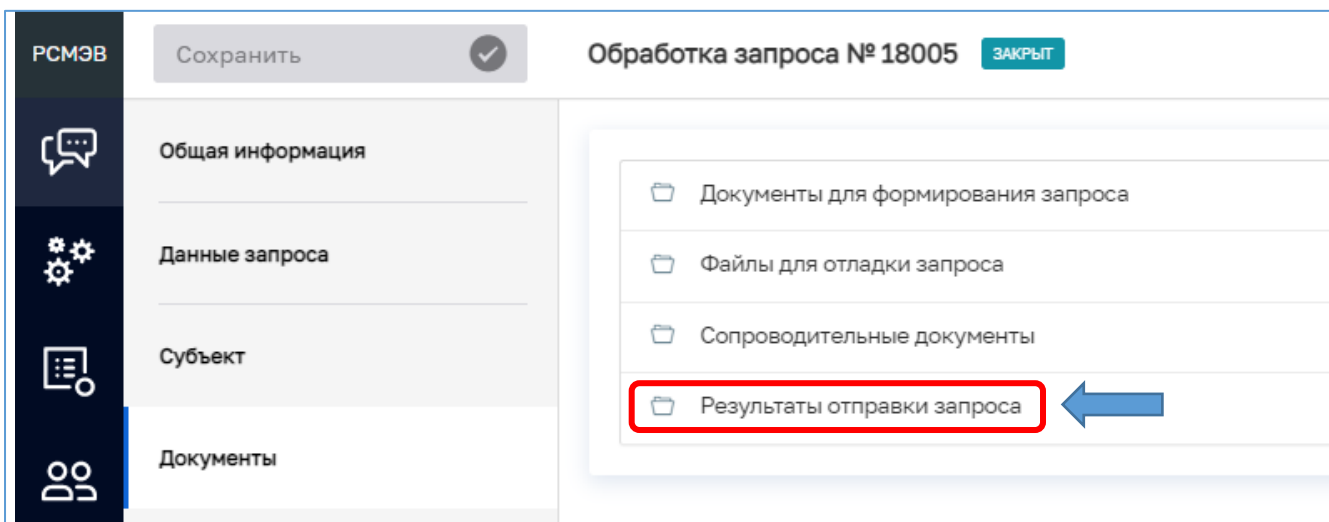 РСМЭВ
Сохранить
Обработка запроса № 18005
ЗАКРЫТ
Общая информация
Данные запроса
Субъект
Документы
Документы для формирования запроса
Файлы для отладки запроса
Сопроводительные документы
Результаты отправки запроса